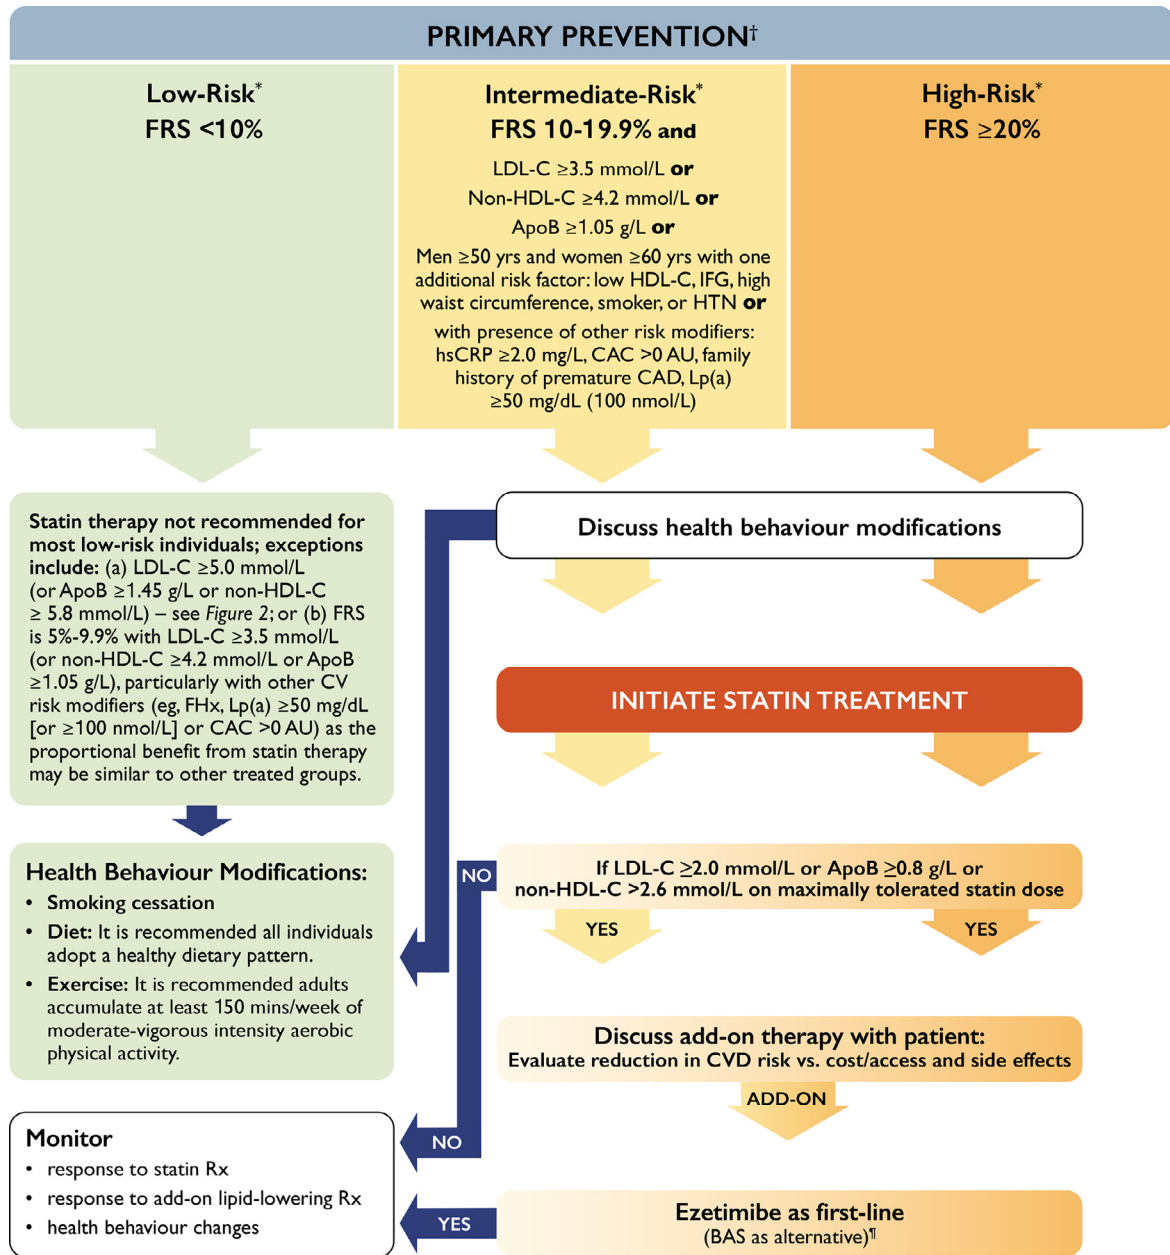 PRIMARY PREVENTION†
Low-Risk*
FRS <10%
Intermediate-Risk*
FRS 10-19.9% and
LDL-C ≥3.5 mmol/L or
Non-HDL-C ≥4.2 mmol/L or
ApoB ≥1.05 g/L or
Men ≥50 yrs and women ≥60 yrs with one
additional risk factor: low HDL-C, IFG, high
waist circumference, smoker, or HTN or
with presence of other risk modifiers:
hsCRP ≥2.0 mg/L, CAC >0 AU, family
history of premature CAD, Lp(a)
≥50 mg/dL (100 nmol/L)
High-Risk*
FRS ≥20%
Statin therapy not recommended for
most low-risk individuals; exceptions
include: (a) LDL-C ≥5.0 mmol/L
(or ApoB ≥1.45 g/L or non-HDL-C
≥ 5.8 mmol/L) – see Figure 2; or (b) FRS
is 5%-9.9% with LDL-C ≥3.5 mmol/L
(or non-HDL-C ≥4.2 mmol/L or ApoB
≥1.05 g/L), particularly with other CV
risk modifiers (eg, FHx, Lp(a) ≥50 mg/dL
[or ≥100 nmol/L] or CAC >0 AU) as the
proportional benefit from statin therapy
may be similar to other treated groups.
Discuss health behaviour modifications
INITIATE STATIN TREATMENT
Health Behaviour Modifications:
• Smoking cessation
• Diet: It is recommended all individuals
adopt a healthy dietary pattern.
• Exercise: It is recommended adults
accumulate at least 150 mins/week of
moderate-vigorous intensity aerobic
physical activity.
NO
If LDL-C ≥2.0 mmol/L or ApoB ≥0.8 g/L or
non-HDL-C >2.6 mmol/L on maximally tolerated statin dose
YES
YES
Discuss add-on therapy with patient:
Evaluate reduction in CVD risk vs. cost/access and side effects
ADD-ON
Monitor
• response to statin Rx
• response to add-on lipid-lowering Rx
• health behaviour changes
NO
YES
Ezetimibe as first-line
(BAS as alternative)¶